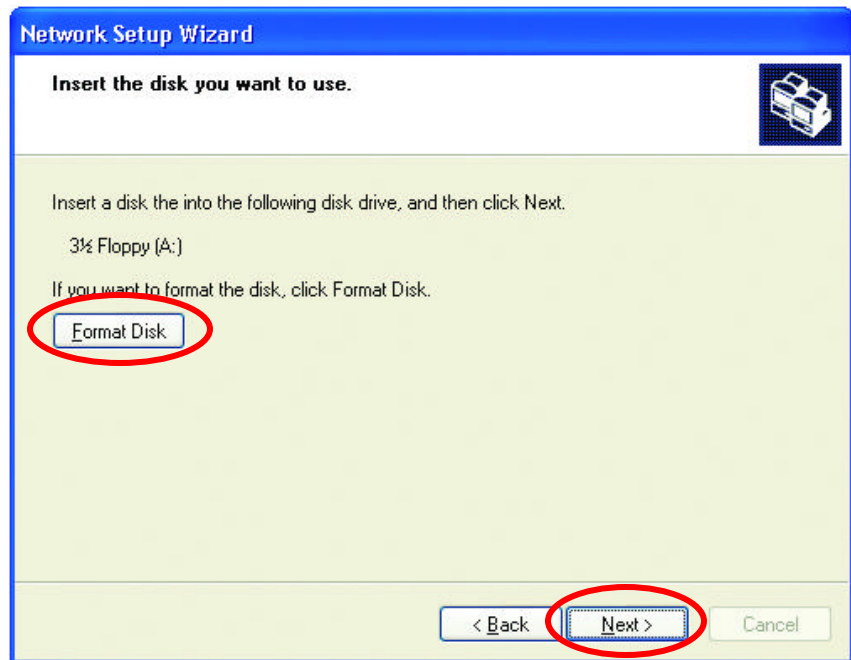 Network Setup Wizard
Insert the disk you want to use.
Insert a disk the into the following disk drive, and then click Next.
3½ Floppy (A:)
If you want to format the disk, click Format Disk.
Format Disk
< Back
Next >
Cancel